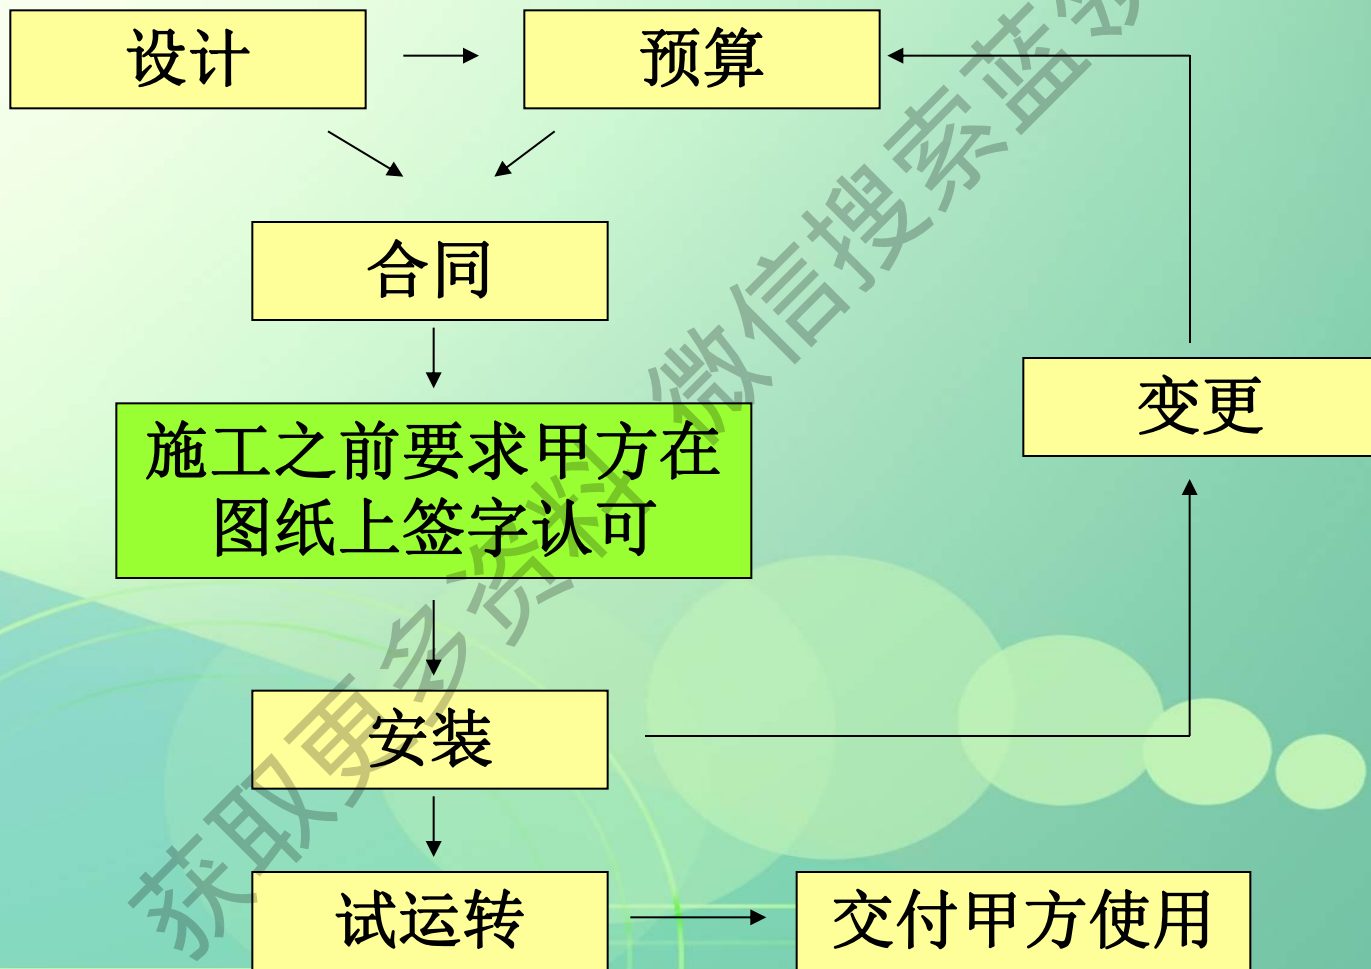 设计
预算
合同
变更
施工之前要求甲方在
图纸上签字认可
安装
试运转
交付甲方使用
获取更多资料 微信搜索蓝领